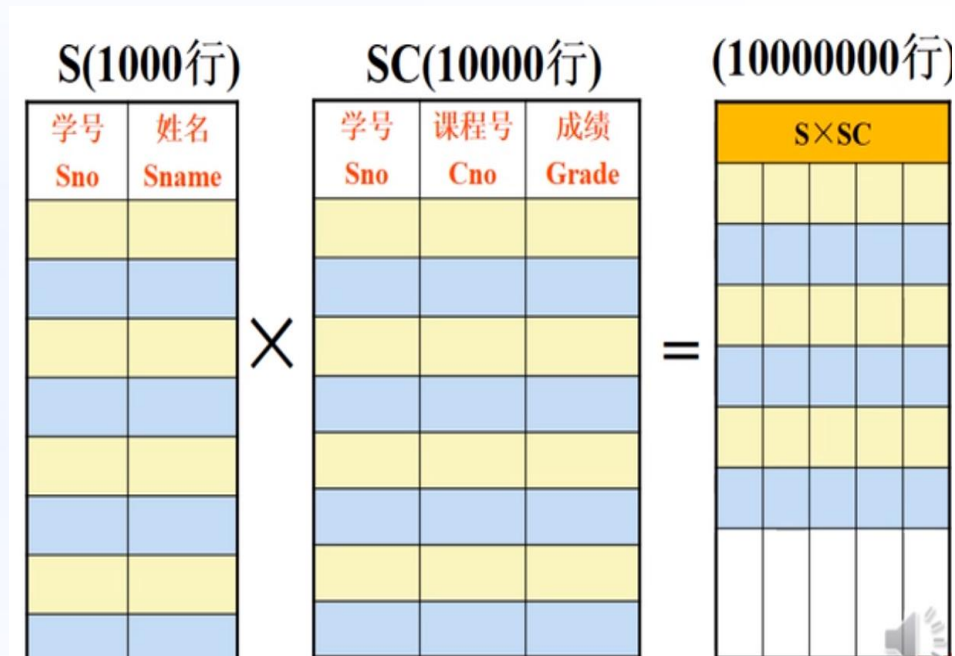 S(1000行)
SC(10000行)
(10000000行)
学号 姓名
Sno Sname
学号 课程号 成绩
Sno Cno Grade
S×SC
×
=